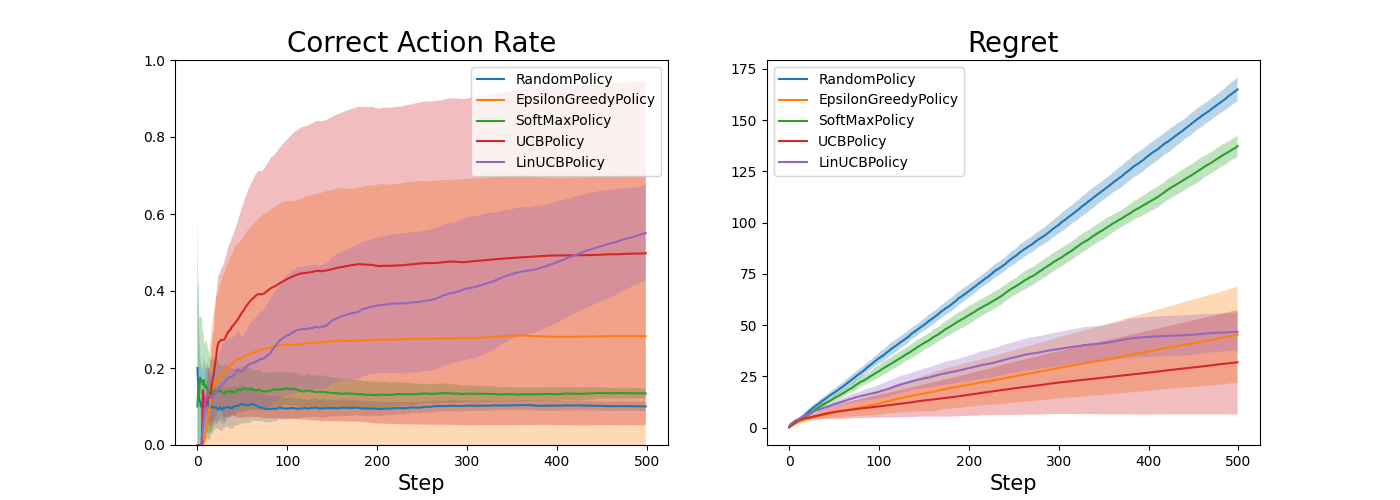 Correct Action Rate
1.0
0.8
0.6
0.4
0.2
0.0
RandomPolicy
EpsilonGreedyPolicy
SoftMaxPolicy
UCBPolicy
LinUCBPolicy
0 100 200 300 400 500
Step
Regret
175
150
125
100
75
50
25
0
RandomPolicy
EpsilonGreedyPolicy
SoftMaxPolicy
UCBPolicy
LinUCBPolicy
0 100 200 300 400 500
Step